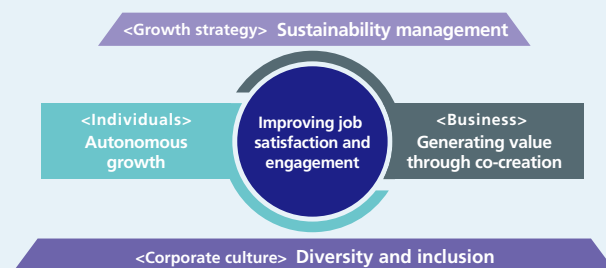 <Growth strategy> Sustainability management
<Individuals>
Autonomous
growth
Improving job
satisfaction and
engagement
<Business>
Generating value
through co-creation
<Corporate culture> Diversity and inclusion